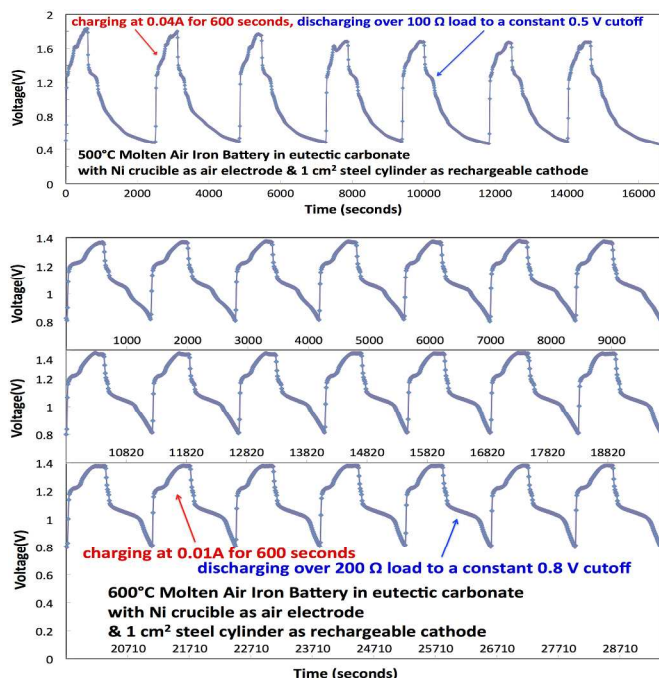 charging at 0.04A for 600 seconds, discharging over 100 Ω load to a constant 0.5 V cutoff
2
1.6
1.2
0.8
0.4
0
Voltage(V)
500°C Molten Air Iron Battery in eutectic carbonate
with Ni crucible as air electrode & 1 cm² steel cylinder as rechargeable cathode
0 2000 4000 6000 8000 10000 12000 14000 16000
Time (seconds)
1.4
1.2
1
0.8
Voltage(V)
1000 2000 3000 4000 5000 6000 7000 8000 9000
1.4
1.2
1
0.8
Voltage(V)
10820 11820 12820 13820 14820 15820 16820 17820 18820
1.4
1.2
1
0.8
0.6
0.4
0.2
0
Voltage(V)
charging at 0.01A for 600 seconds
discharging over 200 Ω load to a constant 0.8 V cutoff
600°C Molten Air Iron Battery in eutectic carbonate
with Ni crucible as air electrode
& 1 cm² steel cylinder as rechargeable cathode
20710 21710 22710 23710 24710 25710 26710 27710 28710
Time (seconds)